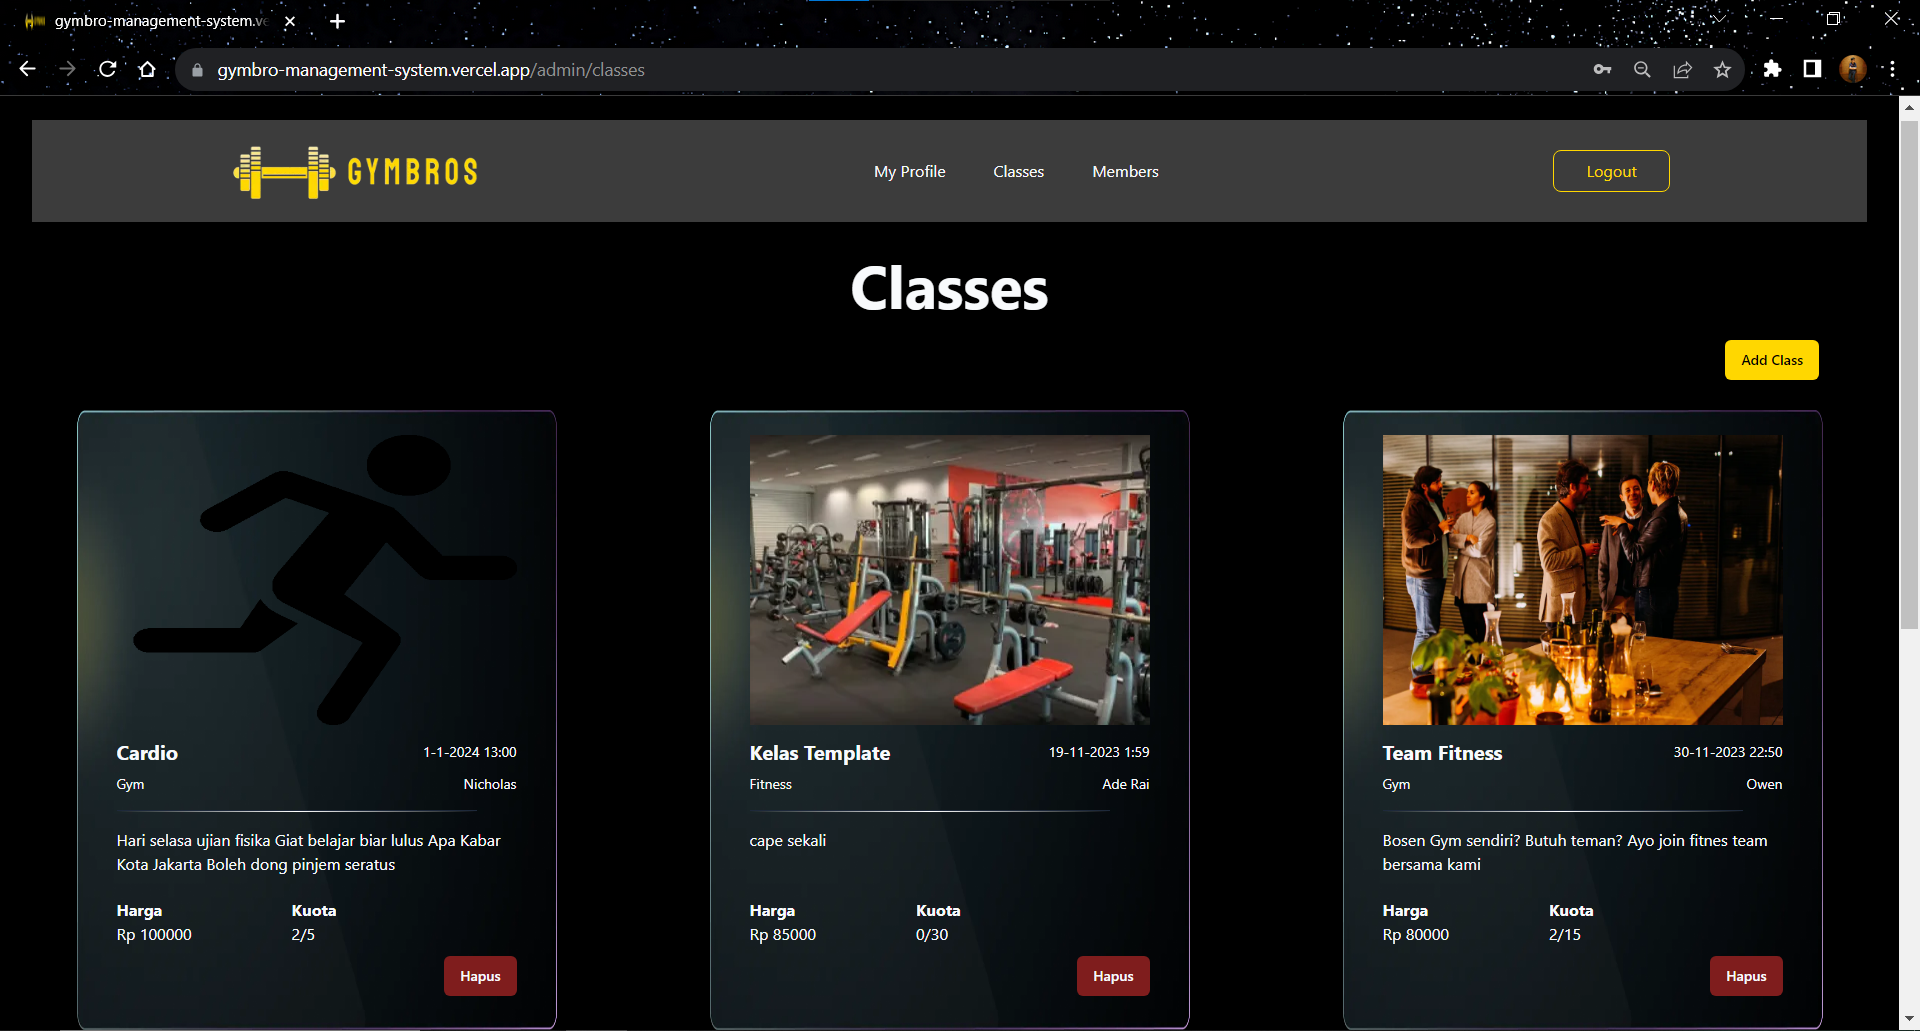 gymbro-management-system.ve
gymbro-management-system.vercel.app/admin/classes
GYMBROS
My Profile
Classes
Members
Logout
Classes
Add Class
Cardio
1-1-2024 13:00
Gym
Nicholas
Hari selasa ujian fisika Giat belajar biar lulus Apa Kabar
Kota Jakarta Boleh dong pinjem seratus
Harga
Kuota
Rp 100000
2/5
Hapus
Kelas Template
19-11-2023 1:59
Fitness
Ade Rai
cape sekali
Harga
Kuota
Rp 85000
0/30
Hapus
Team Fitness
30-11-2023 22:50
Gym
Owen
Bosen Gym sendiri? Butuh teman? Ayo join fitnes team
bersama kami
Harga
Kuota
Rp 80000
2/15
Hapus